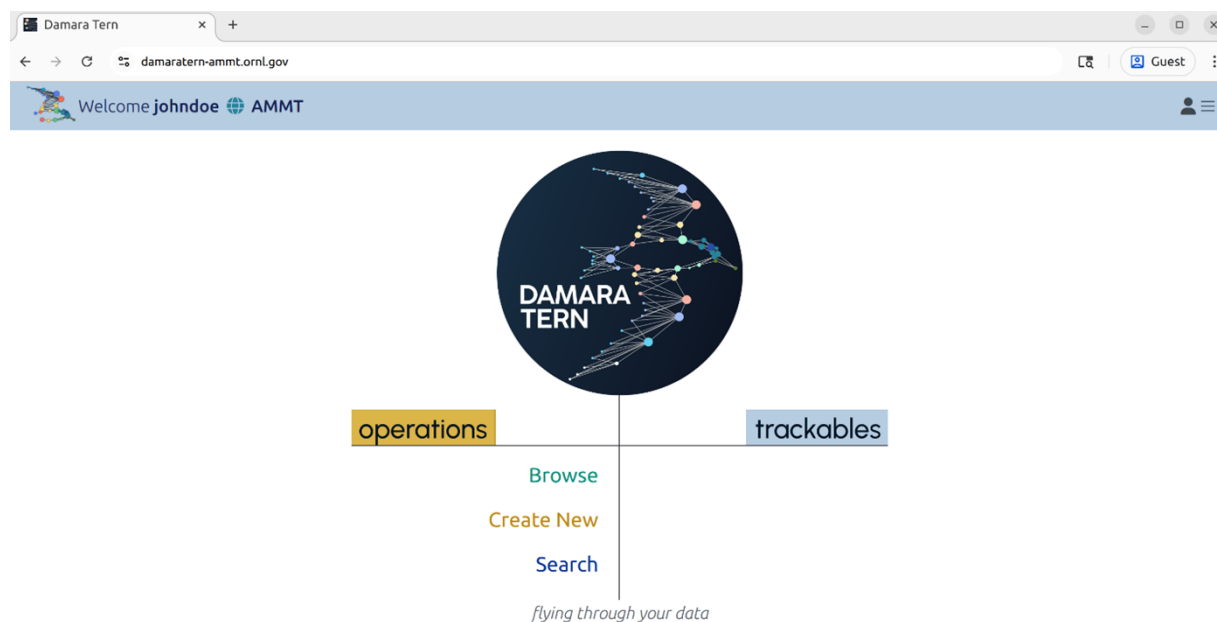 Damara Tern
damaratern-ammt.ornl.gov
Guest
Welcome johndoe AMMT
DAMARA
TERN
operations
trackables
Browse
Create New
Search
flying through your data